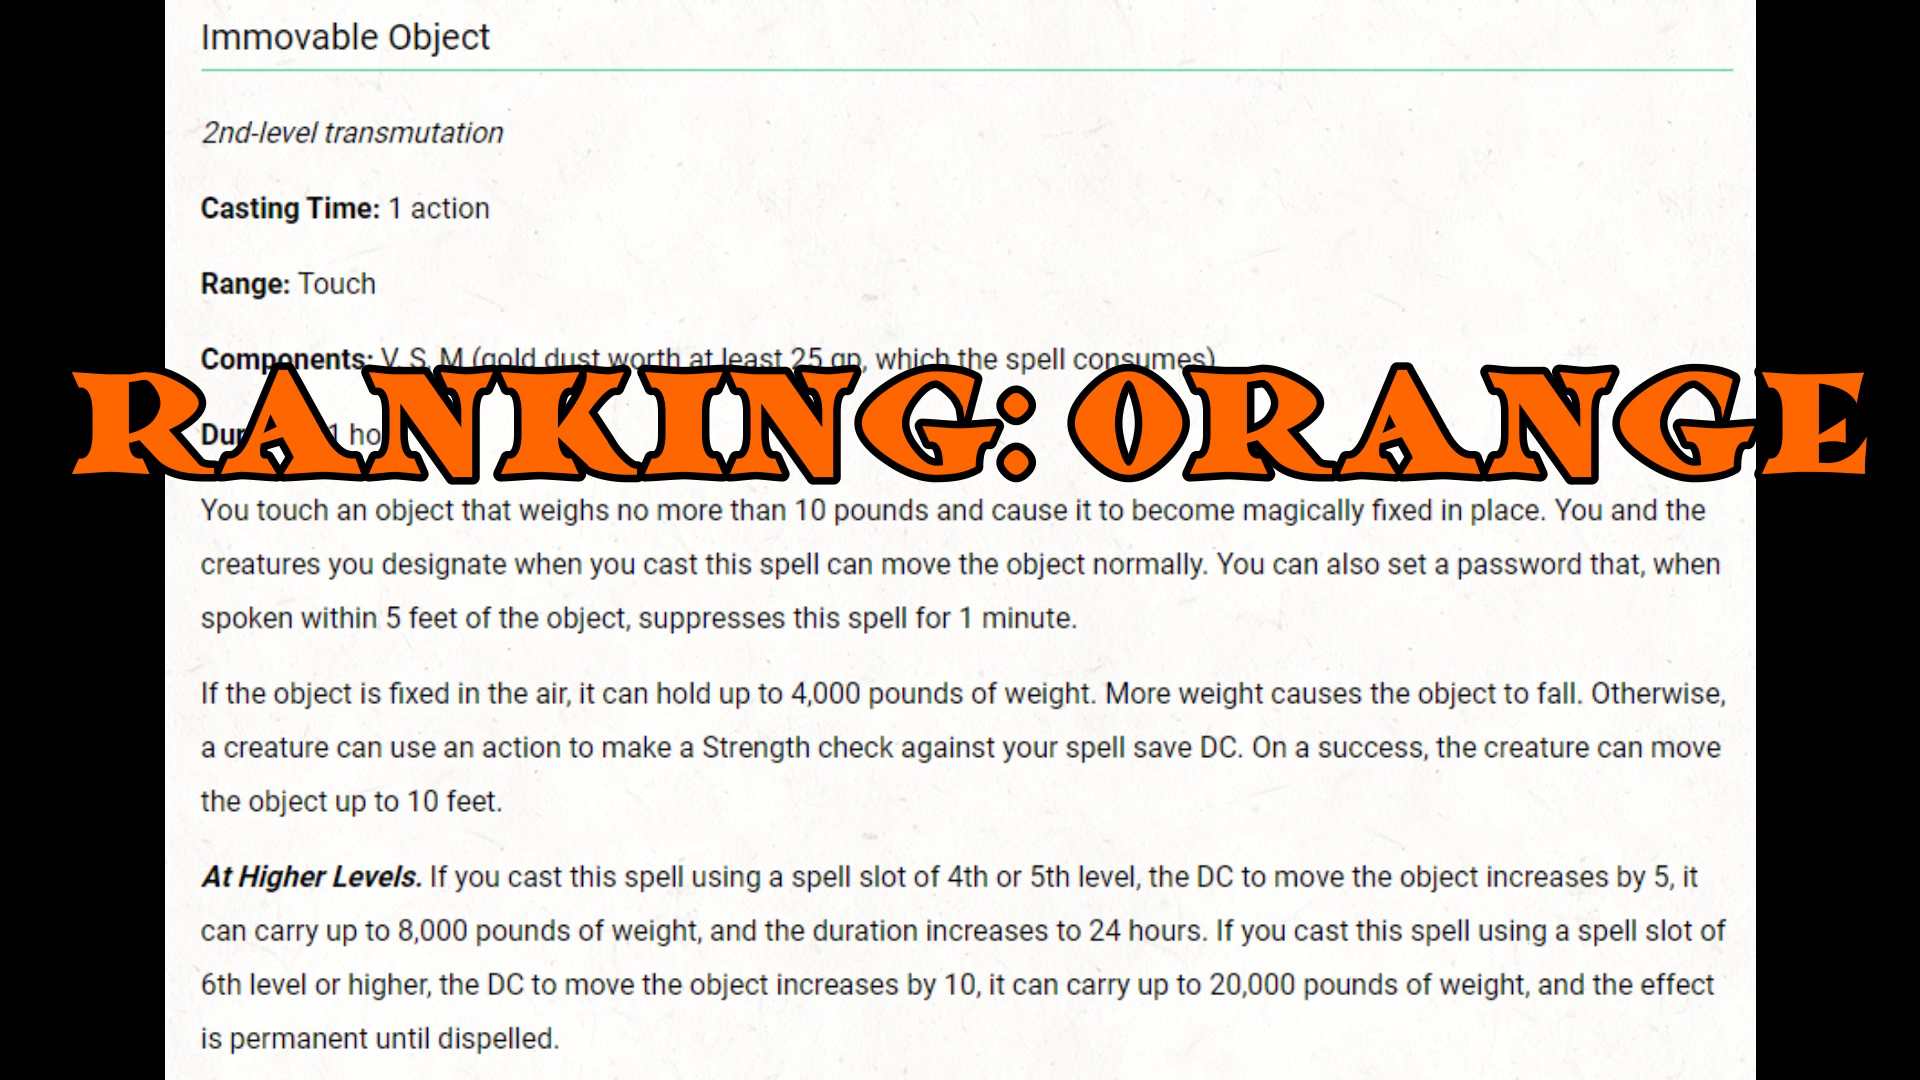 Immovable Object
2nd-level transmutation
Casting Time: 1 action
Range: Touch
Components: V, S, M (gold dust worth at least 25 gp, which the spell consumes)
RANKING: ORANGE
You touch an object that weighs no more than 10 pounds and cause it to become magically fixed in place. You and the
creatures you designate when you cast this spell can move the object normally. You can also set a password that, when
spoken within 5 feet of the object, suppresses this spell for 1 minute.
If the object is fixed in the air, it can hold up to 4,000 pounds of weight. More weight causes the object to fall. Otherwise,
a creature can use an action to make a Strength check against your spell save DC. On a success, the creature can move
the object up to 10 feet.
At Higher Levels. If you cast this spell using a spell slot of 4th or 5th level, the DC to move the object increases by 5, it
can carry up to 8,000 pounds of weight, and the duration increases to 24 hours. If you cast this spell using a spell slot of
6th level or higher, the DC to move the object increases by 10, it can carry up to 20,000 pounds of weight, and the effect
is permanent until dispelled.